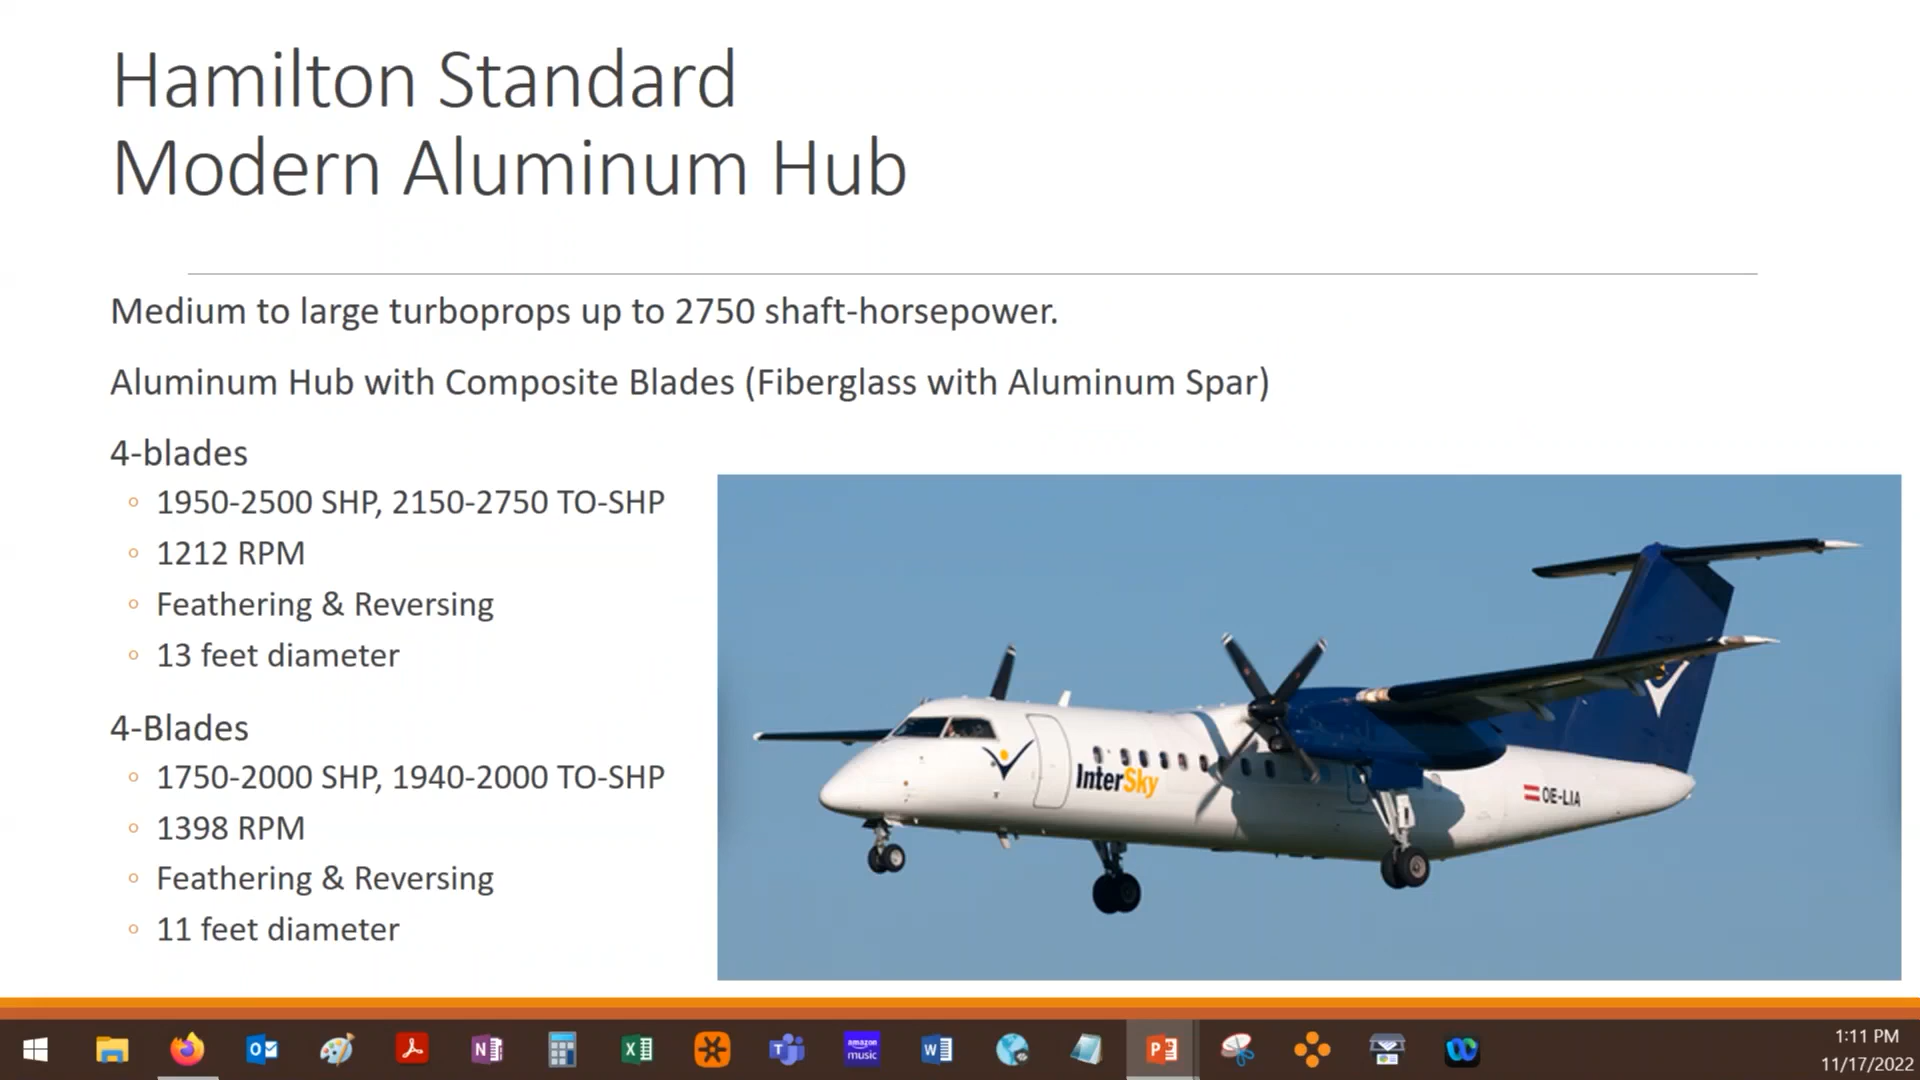 Hamilton Standard
Modern Aluminum Hub
Medium to large turboprops up to 2750 shaft-horsepower.
Aluminum Hub with Composite Blades (Fiberglass with Aluminum Spar)
4-blades
1950-2500 SHP, 2150-2750 TO-SHP
1212 RPM
Feathering & Reversing
13 feet diameter
4-Blades
1750-2000 SHP, 1940-2000 TO-SHP
1398 RPM
Feathering & Reversing
11 feet diameter
InterSky
OE-LIA
amazon
music
1:11 PM
11/17/2022